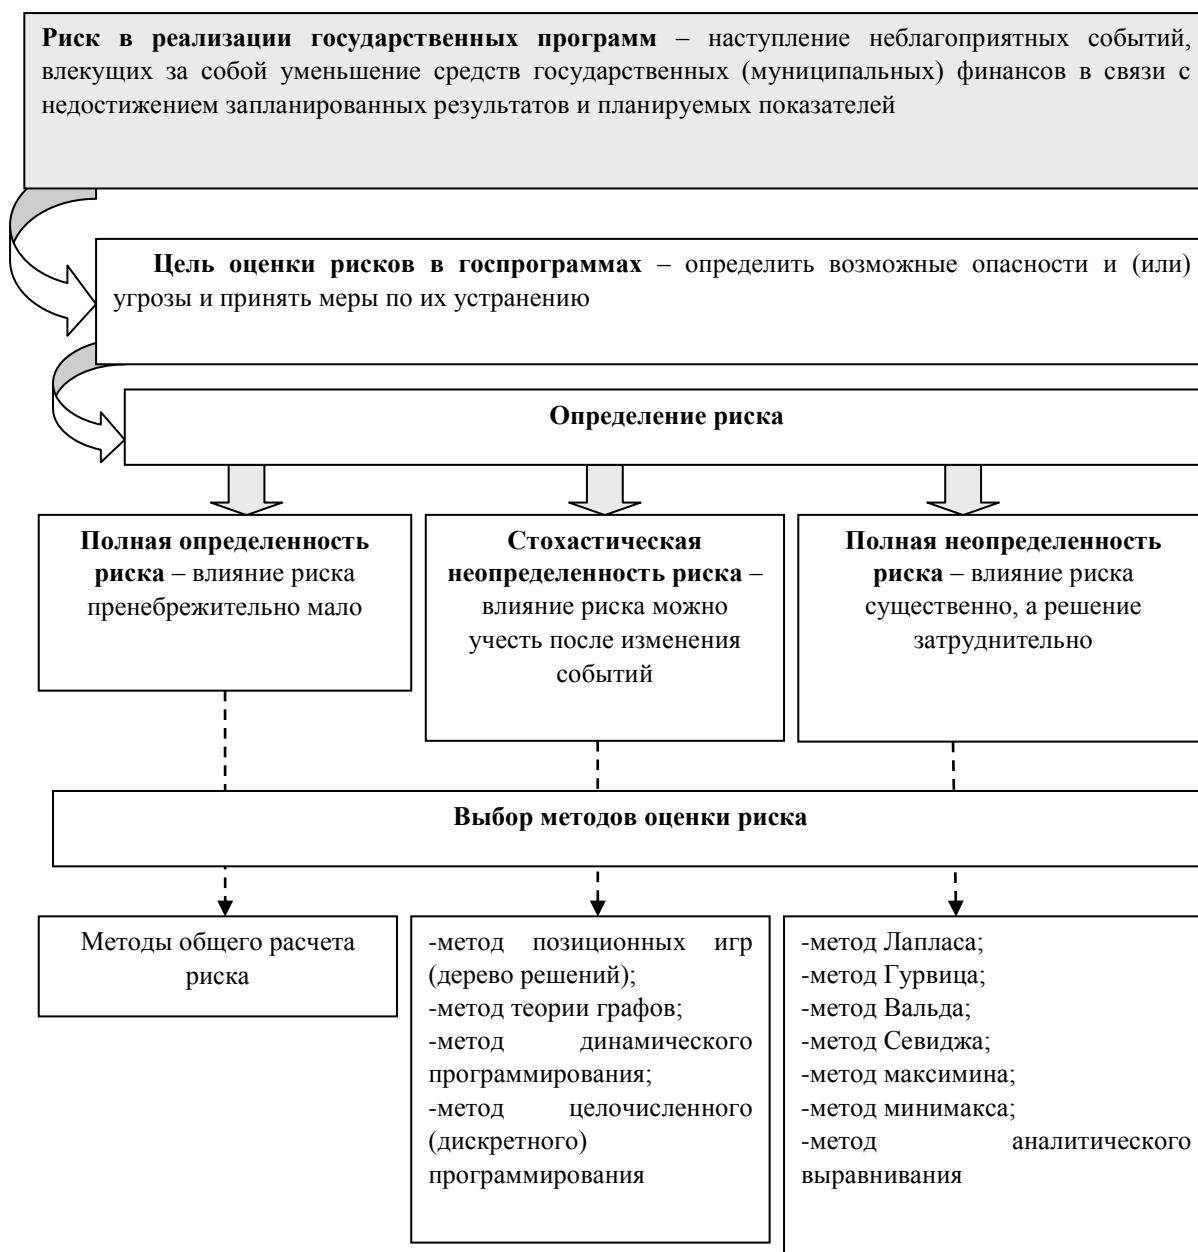 Риск в реализации государственных программ – наступление неблагоприятных событий,
влекущих за собой уменьшение средств государственных (муниципальных) финансов в связи с
недостижением запланированных результатов и планируемых показателей
Цель оценки рисков в госпрограммах – определить возможные опасности и (или)
угрозы и принять меры по их устранению
Определение риска
Полная определенность
риска – влияние риска
пренебрежительно мало
Стохастическая
неопределенность риска –
влияние риска можно
учесть после изменения
событий
Полная неопределенность
риска – влияние риска
существенно, а решение
затруднительно
Выбор методов оценки риска
Методы общего расчета
риска
-метод позиционных игр
(дерево решений);
-метод теории графов;
-метод динамического
программирования;
-метод целочисленного
(дискретного)
программирования
-метод Лапласа;
-метод Гурвица;
-метод Вальда;
-метод Севиджа;
-метод максимина;
-метод минимакса;
-метод аналитического
выравнивания